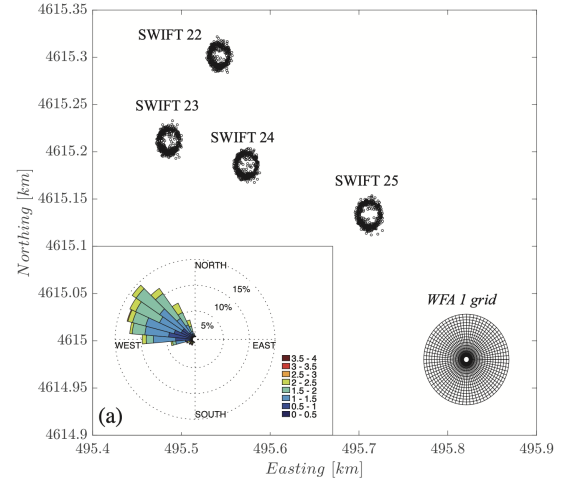 4615.35
4615.3
4615.25
4615.2
4615.15
4615.1
4615.05
4615
4614.95
4614.9
Northing [km]
SWIFT 22
SWIFT 23
SWIFT 24
SWIFT 25
WFA 1 grid
NORTH
15%
10%
5%
WEST
EAST
SOUTH
3.5 - 4
3 - 3.5
2.5 - 3
2 - 2.5
1.5 - 2
1 - 1.5
0.5 - 1
0 - 0.5
(a)
495.4
495.5
495.6
495.7
495.8
495.9
Easting [km]